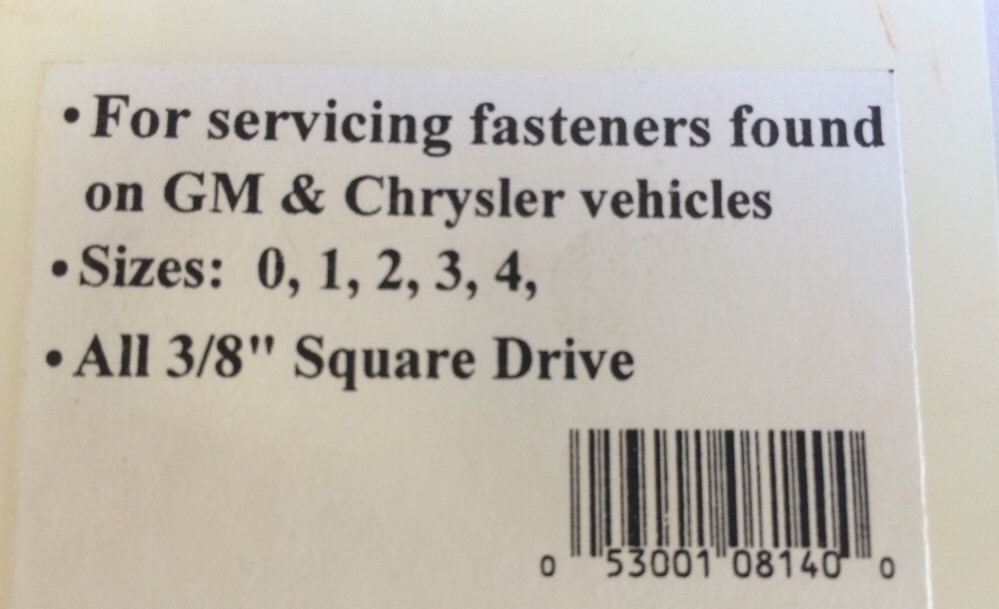 • For servicing fasteners found
on GM & Chrysler vehicles
• Sizes: 0, 1, 2, 3, 4,
• All 3/8" Square Drive
0 53001 08140 0